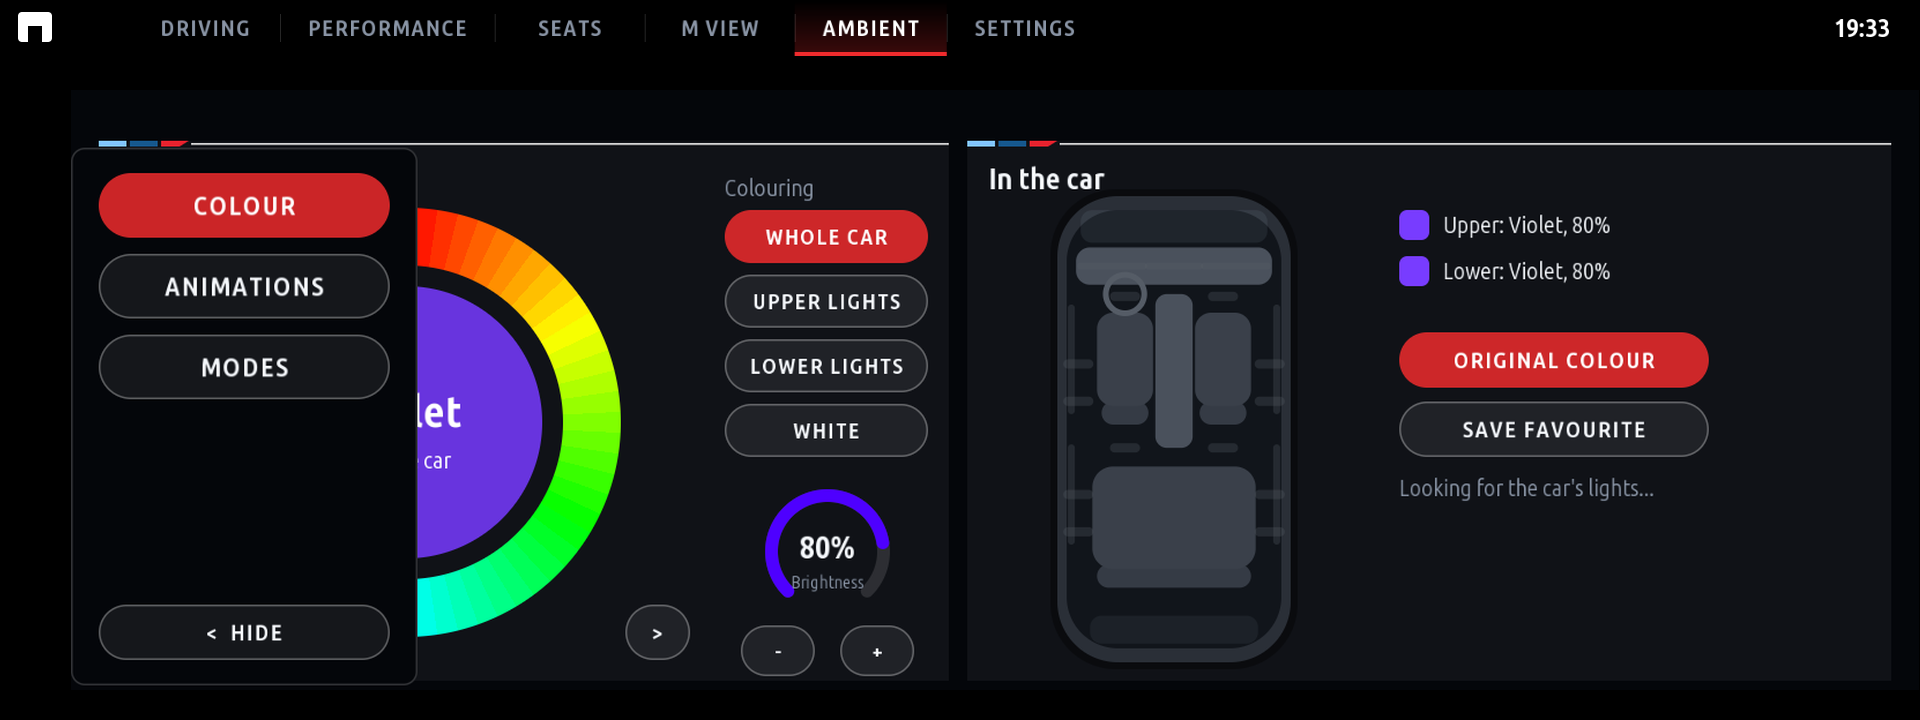 DRIVING
PERFORMANCE
SEATS
M VIEW
AMBIENT
SETTINGS
19:33
COLOUR
ANIMATIONS
MODES
< HIDE
let
car
>
Colouring
WHOLE CAR
UPPER LIGHTS
LOWER LIGHTS
WHITE
80%
Brightness
-
+
In the car
Upper: Violet, 80%
Lower: Violet, 80%
ORIGINAL COLOUR
SAVE FAVOURITE
Looking for the car's lights...